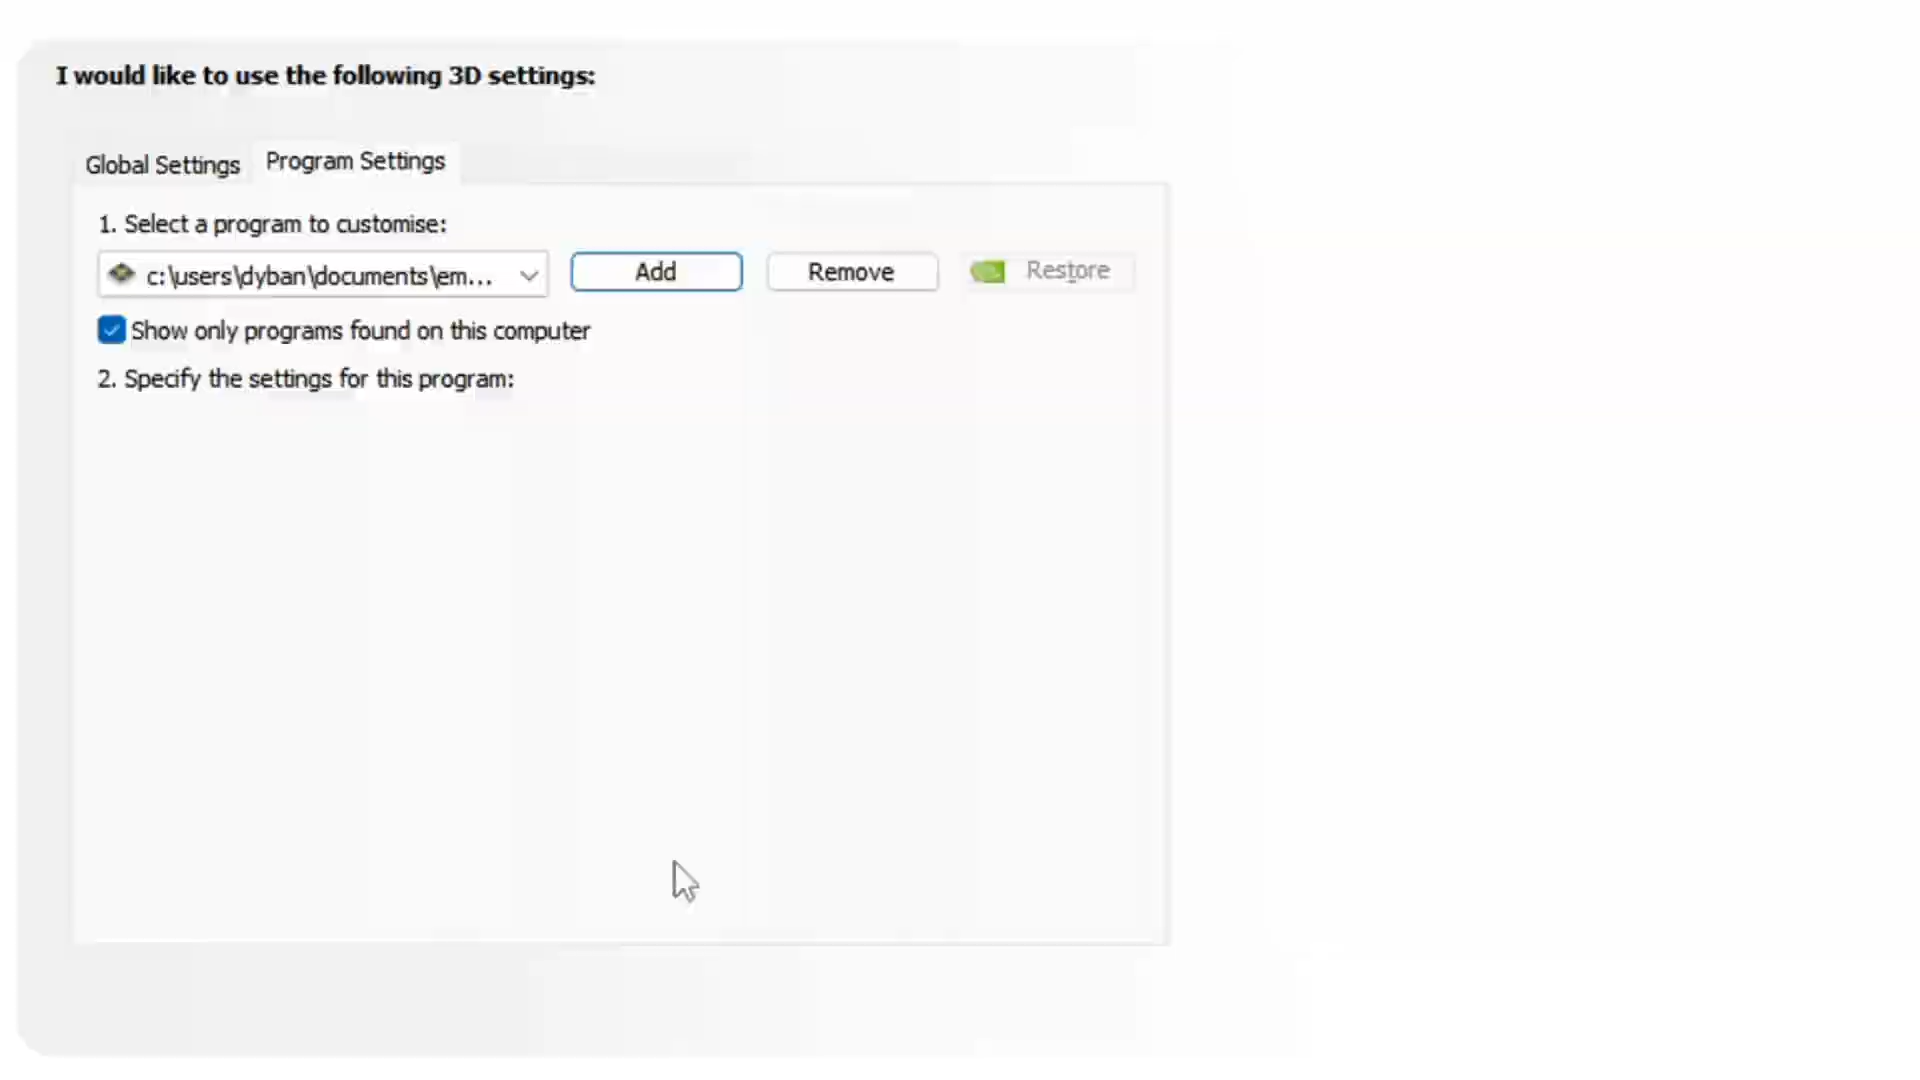 I would like to use the following 3D settings:
Global Settings
Program Settings
1. Select a program to customise:
c:\users\dyban\documents\em...
Add
Remove
Restore
Show only programs found on this computer
2. Specify the settings for this program: